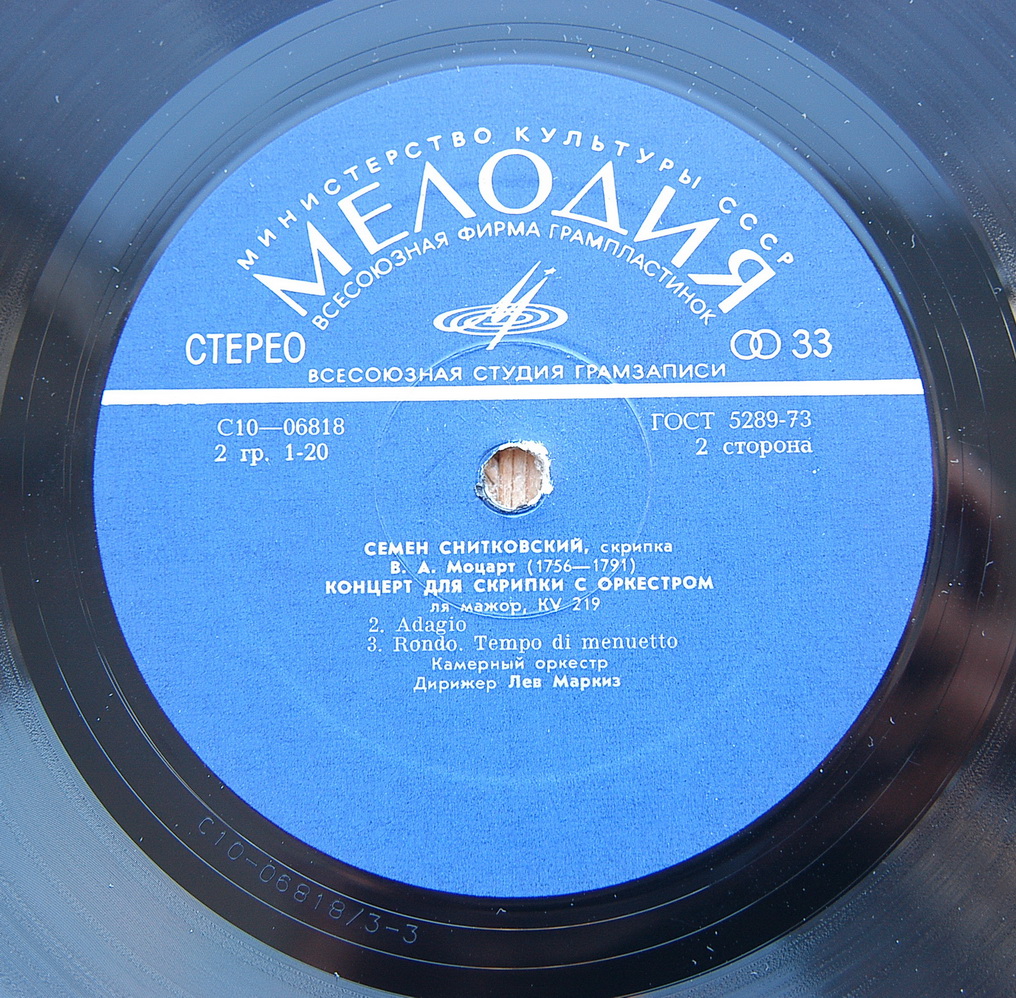 МИНИСТЕРСТВО КУЛЬТУРЫ СССР
МЕЛОДИЯ
ВСЕСОЮЗНАЯ ФИРМА ГРАМПЛАСТИНОК
СТЕРЕО
33
ВСЕСОЮЗНАЯ СТУДИЯ ГРАМЗАПИСИ
С10—06818
ГОСТ 5289-73
2 гр. 1-20
2 сторона
СЕМЕН СНИТКОВСКИЙ, скрипка
В. А. Моцарт (1756—1791)
КОНЦЕРТ ДЛЯ СКРИПКИ С ОРКЕСТРОМ
ля мажор, KV 219
2. Adagio
3. Rondo. Tempo di menuetto
Камерный оркестр
Дирижер Лев Маркиз
С10-06818/3-3